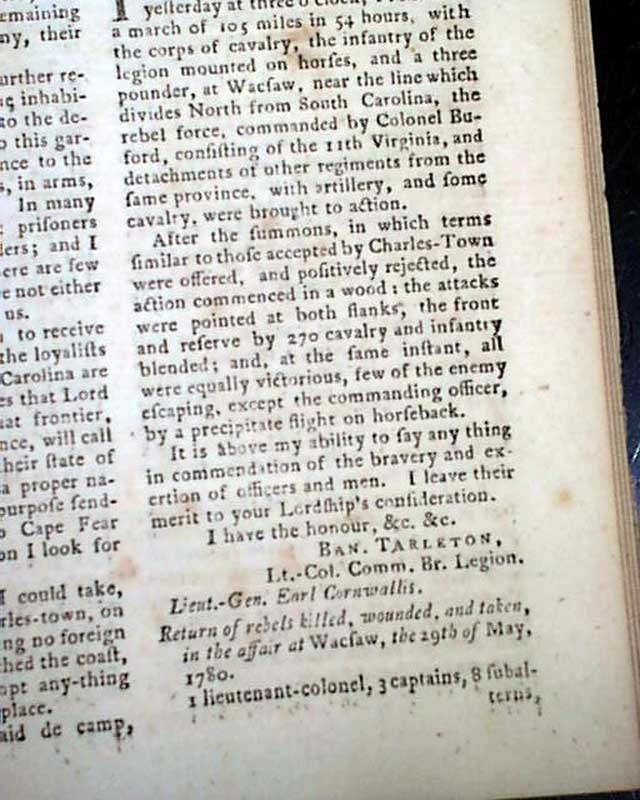 emaining
ny, their
urther re-
inhabi-
to the de-
o this gar-
nce to the
s, in arms,
In many
prisoners
ders; and I
here are few
e not either
us.
to receive
the loyalists
Carolina are
es that Lord
at frontier,
nce, will call
their state of
a proper na-
purpose send-
o Cape Fear
on I look for
I could take,
rles-town, on
ng no foreign
ched the coast,
pt any-thing
place.
aid de camp,
I yesterday at three o'clock,
a march of 105 miles in 54 hours, with
the corps of cavalry, the infantry of the
legion mounted on horses, and a three
pounder, at Wacsaw, near the line which
divides North from South Carolina, the
rebel force, commanded by Colonel Bu-
ford, consisting of the 11th Virginia, and
detachments of other regiments from the
same province, with artillery, and some
cavalry, were brought to action.
After the summons, in which terms
similar to those accepted by Charles-Town
were offered, and positively rejected, the
action commenced in a wood; the attacks
were pointed at both flanks, the front
and reserve by 270 cavalry and infantry
blended; and, at the same instant, all
were equally victorious, few of the enemy
escaping, except the commanding officer,
by a precipitate flight on horseback.
It is above my ability to say any thing
in commendation of the bravery and ex-
ertion of officers and men. I leave their
merit to your Lordship's consideration.
I have the honour, &c. &c.
BAN. TARLETON,
Lt.-Col. Comm. Br. Legion.
Lieut.-Gen. Earl Cornwallis.
Return of rebels killed, wounded, and taken,
in the affair at Wacsaw, the 29th of May,
1780.
1 lieutenant-colonel, 3 captains, 8 subal-
terns,